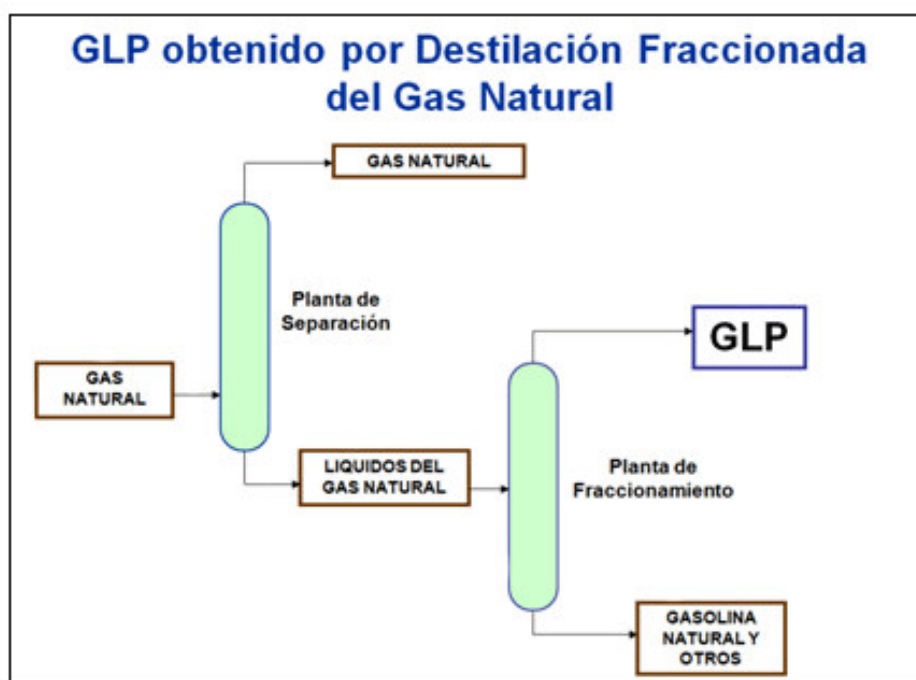 GLP obtenido por Destilación Fraccionada
del Gas Natural
GAS NATURAL
Planta de
Separación
GAS
NATURAL
LIQUIDOS DEL
GAS NATURAL
GLP
Planta de
Fraccionamiento
GASOLINA
NATURAL Y
OTROS